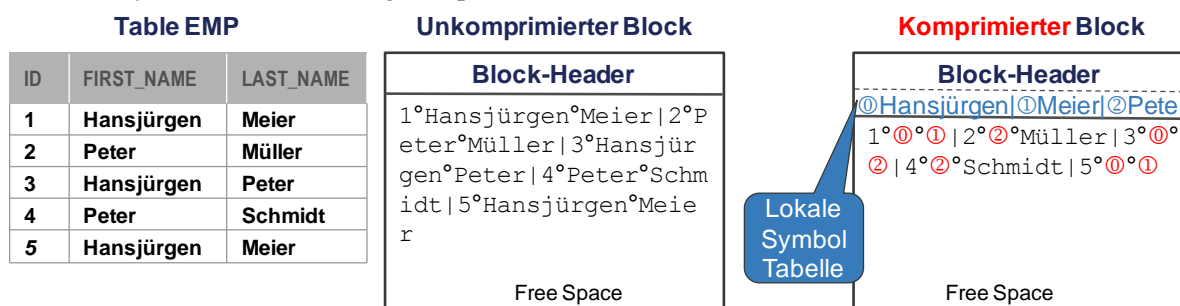 Table EMP
ID FIRST_NAME LAST_NAME
1 Hansjürgen Meier
2 Peter Müller
3 Hansjürgen Peter
4 Peter Schmidt
5 Hansjürgen Meier
Unkomprimierter Block
Block-Header
1°Hansjürgen°Meier|2°P
eter°Müller|3°Hansjür
gen°Peter|4°Peter°Schm
idt|5°Hansjürgen°Meie
r
Free Space
Komprimierter Block
Block-Header
⓪Hansjürgen|①Meier|②Pete
1°⓪°①|2°②°Müller|3°⓪°
②|4°②°Schmidt|5°⓪°①
Lokale
Symbol
Tabelle
Free Space